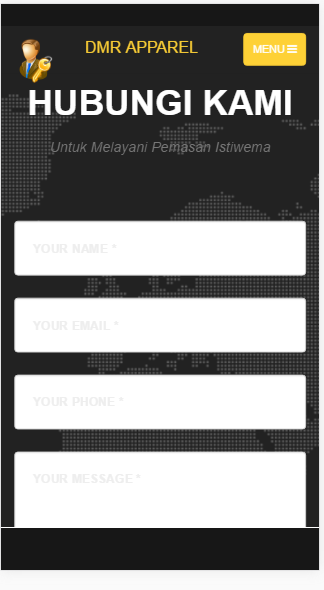 DMR APPAREL
MENU
HUBUNGI KAMI
Untuk Melayani Pemasan Istiwema
YOUR NAME *
YOUR EMAIL *
YOUR PHONE *
YOUR MESSAGE *